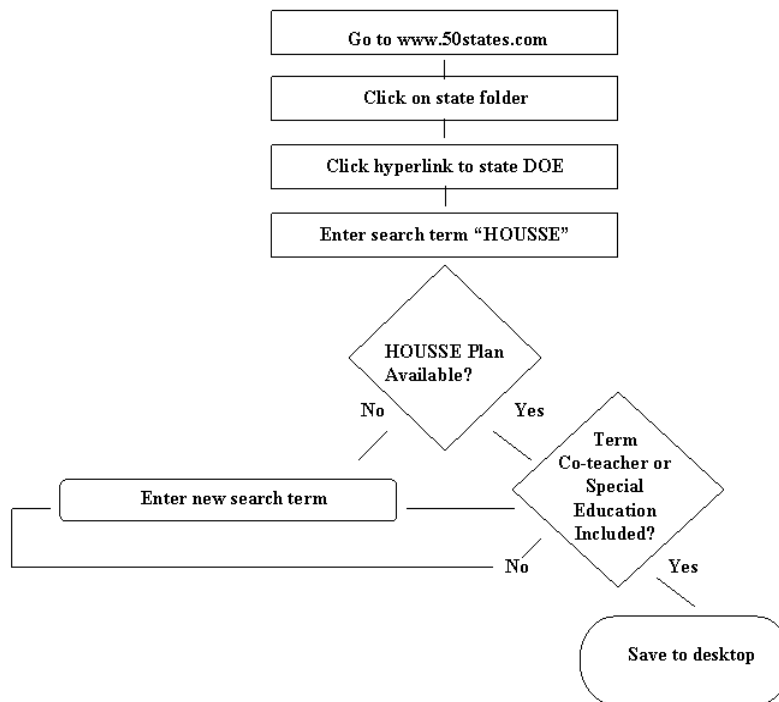 Go to www.50states.com
Click on state folder
Click hyperlink to state DOE
Enter search term “HOUSSE”
HOUSSE Plan
Available?
No
Yes
Term
Co-teacher or
Special
Education
Included?
Enter new search term
No
Yes
Save to desktop